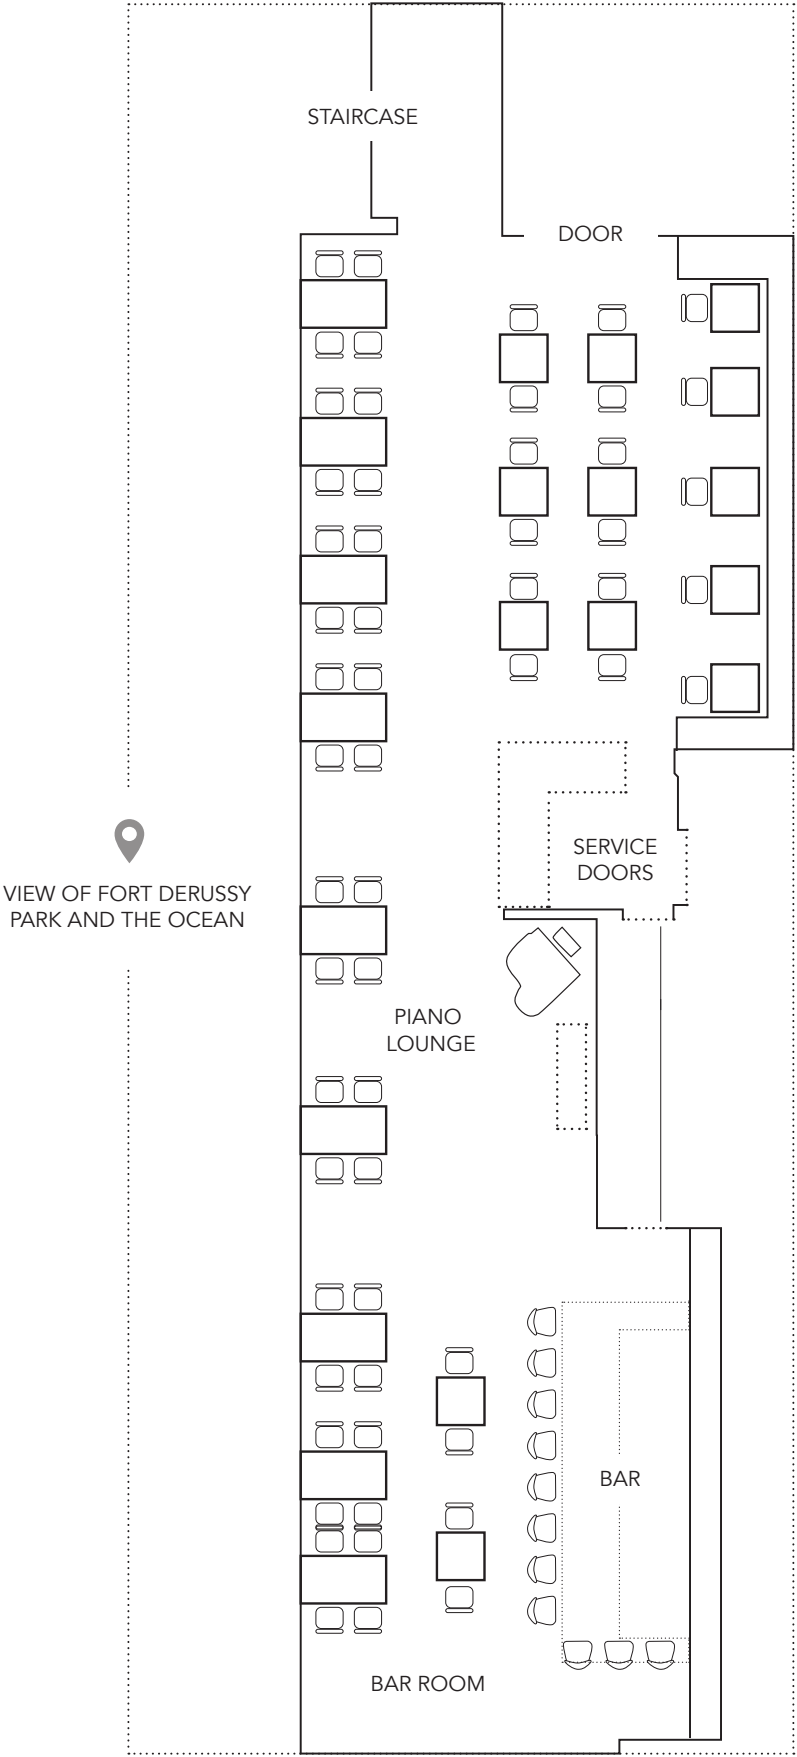 STAIRCASE
DOOR
SERVICE
DOORS
VIEW OF FORT DERUSSY
PARK AND THE OCEAN
PIANO
LOUNGE
BAR
BAR ROOM